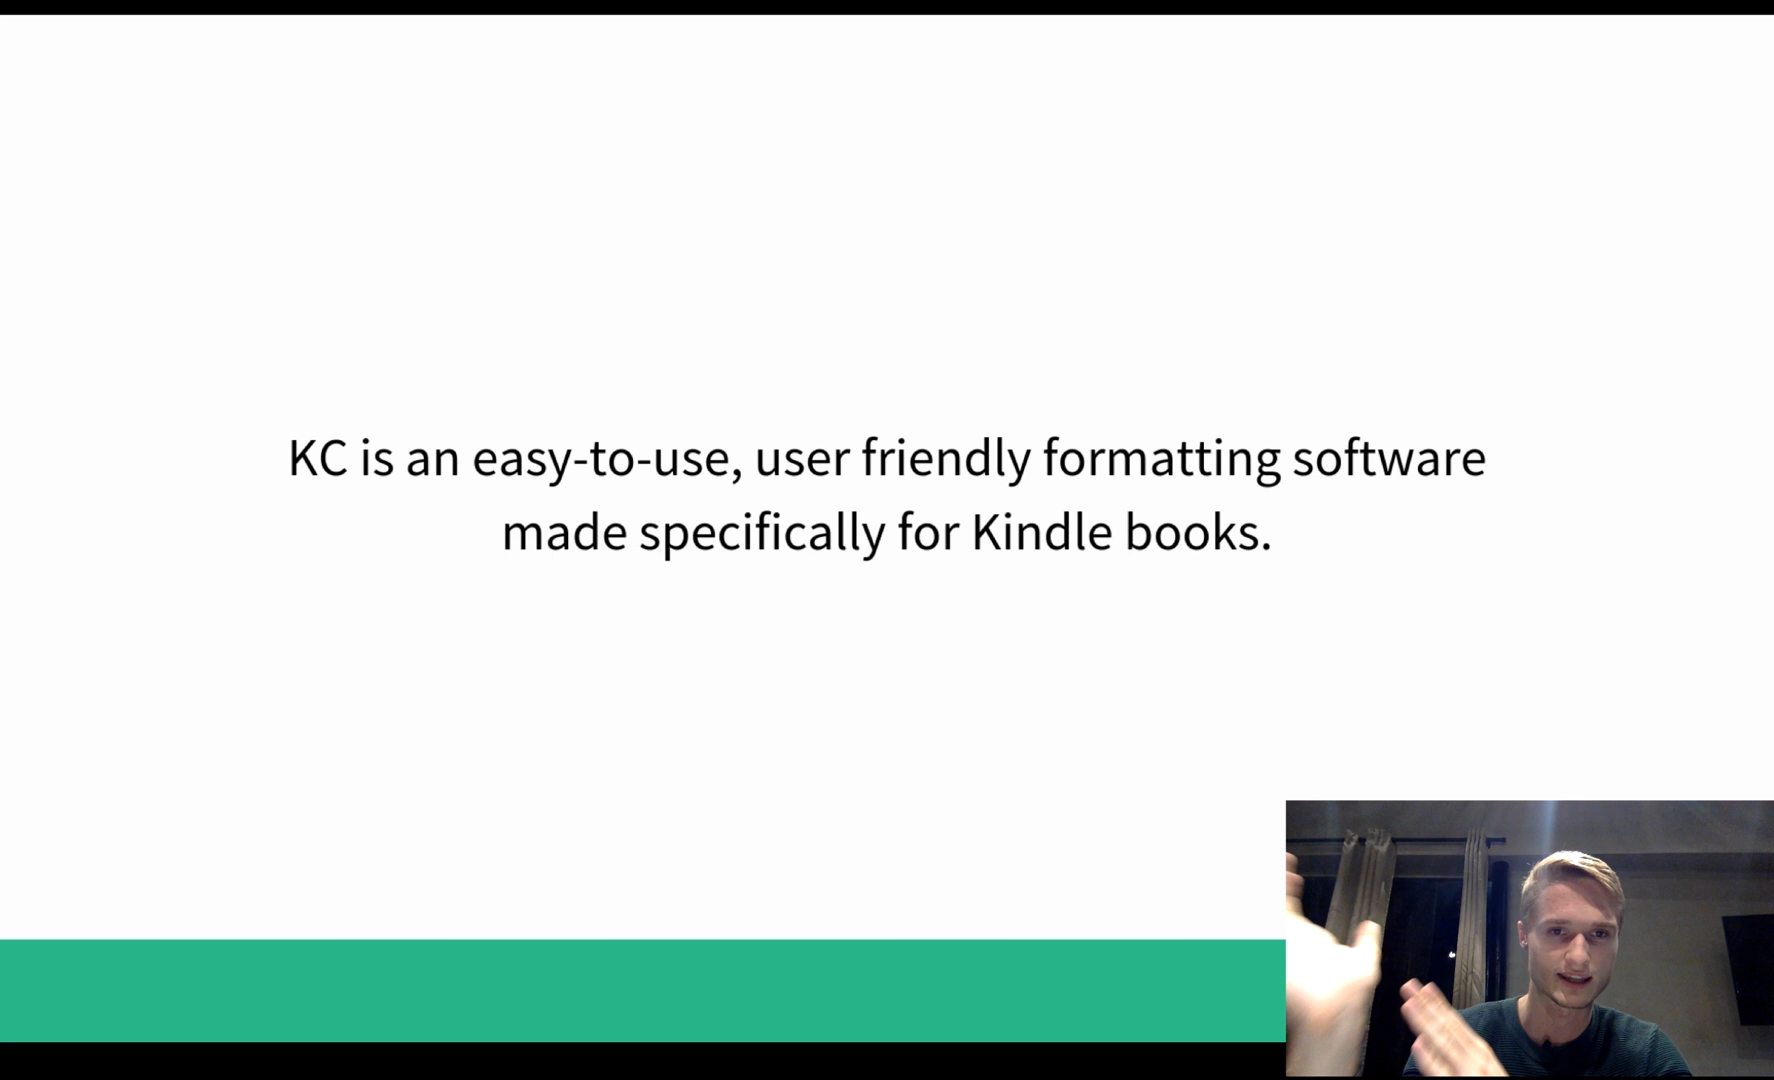 KC is an easy-to-use, user friendly formatting software
made specifically for Kindle books.